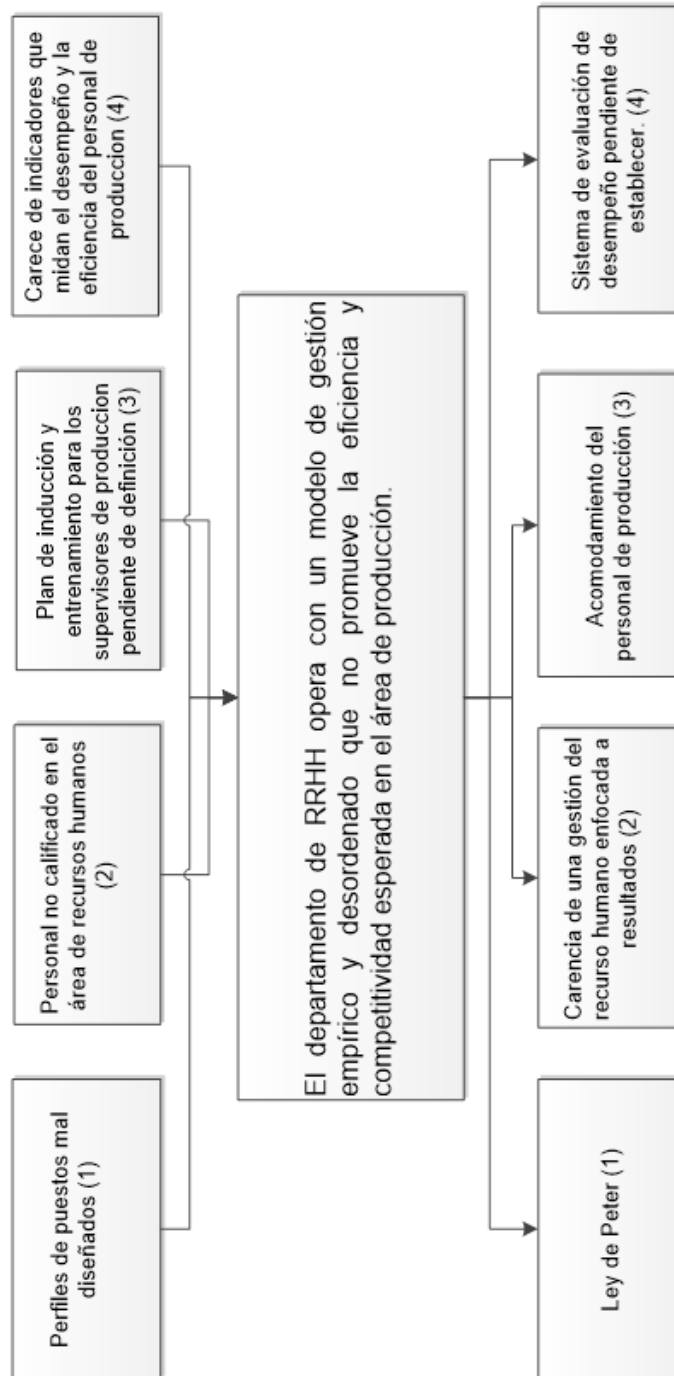 Perfiles de puestos mal
diseñados (1)
Personal no calificado en el
área de recursos humanos
(2)
Plan de inducción y
entrenamiento para los
supervisores de produccion
pendiente de definición (3)
Carece de indicadores que
midan el desempeño y la
eficiencia del personal de
produccion (4)
El departamento de RRHH opera con un modelo de gestión
empírico y desordenado que no promueve la eficiencia y
competitividad esperada en el área de producción.
Ley de Peter (1)
Carencia de una gestión del
recurso humano enfocada a
resultados (2)
Acomodamiento del
personal de producción (3)
Sistema de evaluación de
desempeño pendiente de
establecer. (4)